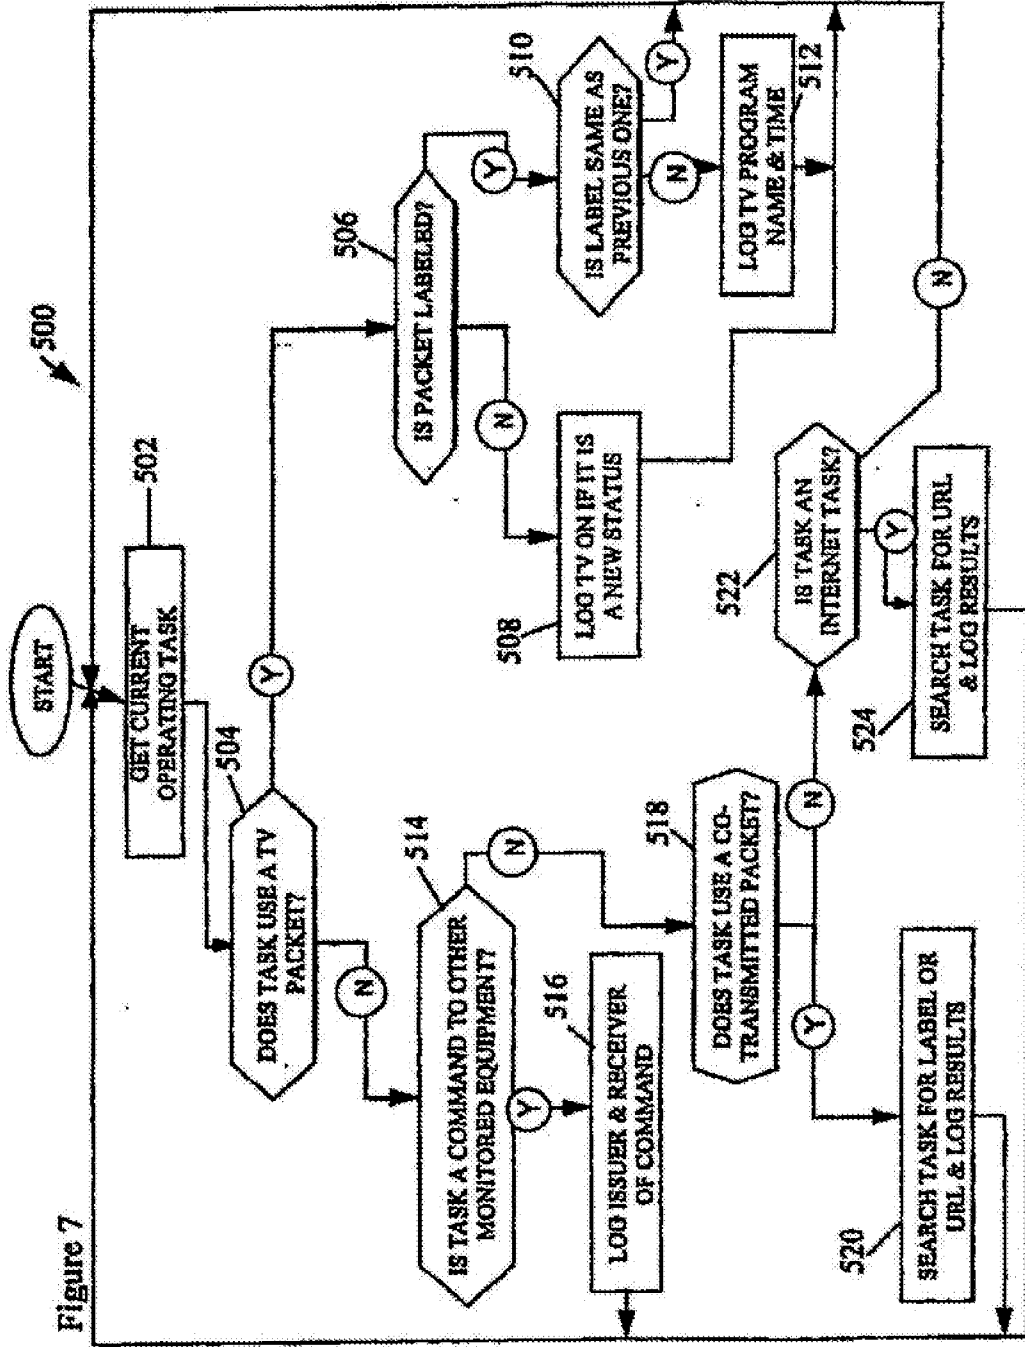 Figure 7
500
START
GET CURRENT
OPERATING TASK
502
504
DOES TASK USE A TV
PACKET?
Y
N
506
IS PACKET LABELED?
Y
N
508
LOG TV ON IF IT IS
A NEW STATUS
510
IS LABEL SAME AS
PREVIOUS ONE?
Y
N
512
LOG TV PROGRAM
NAME & TIME
514
IS TASK A COMMAND TO OTHER
MONITORED EQUIPMENT?
N
Y
516
LOG ISSUER & RECEIVER
OF COMMAND
518
DOES TASK USE A CO-
TRANSMITTED PACKET?
N
Y
520
SEARCH TASK FOR LABEL OR
URL & LOG RESULTS
522
IS TASK AN
INTERNET TASK?
N
Y
524
SEARCH TASK FOR URL
& LOG RESULTS